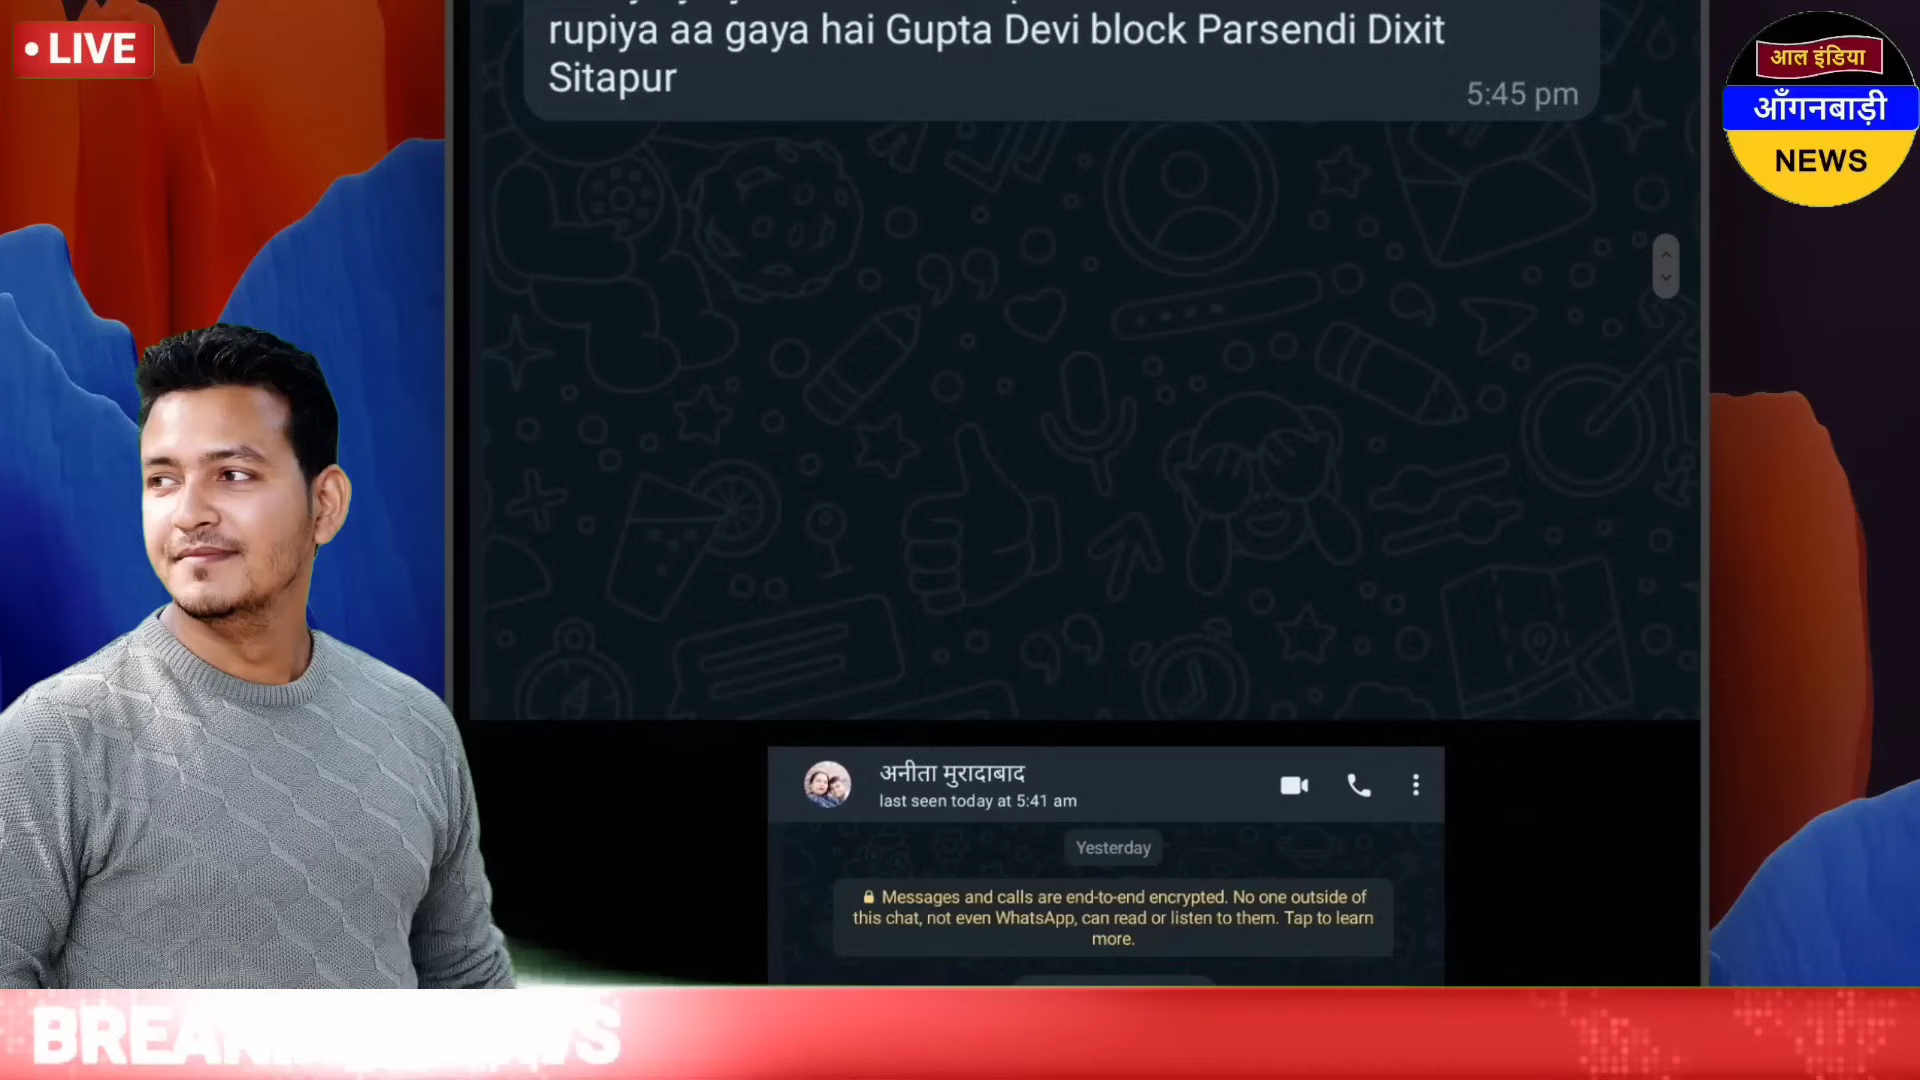 • LIVE
rupiya aa gaya hai Gupta Devi block Parsendi Dixit
Sitapur
5:45 pm
आल इंडिया
आँगनबाड़ी
NEWS
अनीता मुरादाबाद
last seen today at 5:41 am
Yesterday
Messages and calls are end-to-end encrypted. No one outside of
this chat, not even WhatsApp, can read or listen to them. Tap to learn
more.